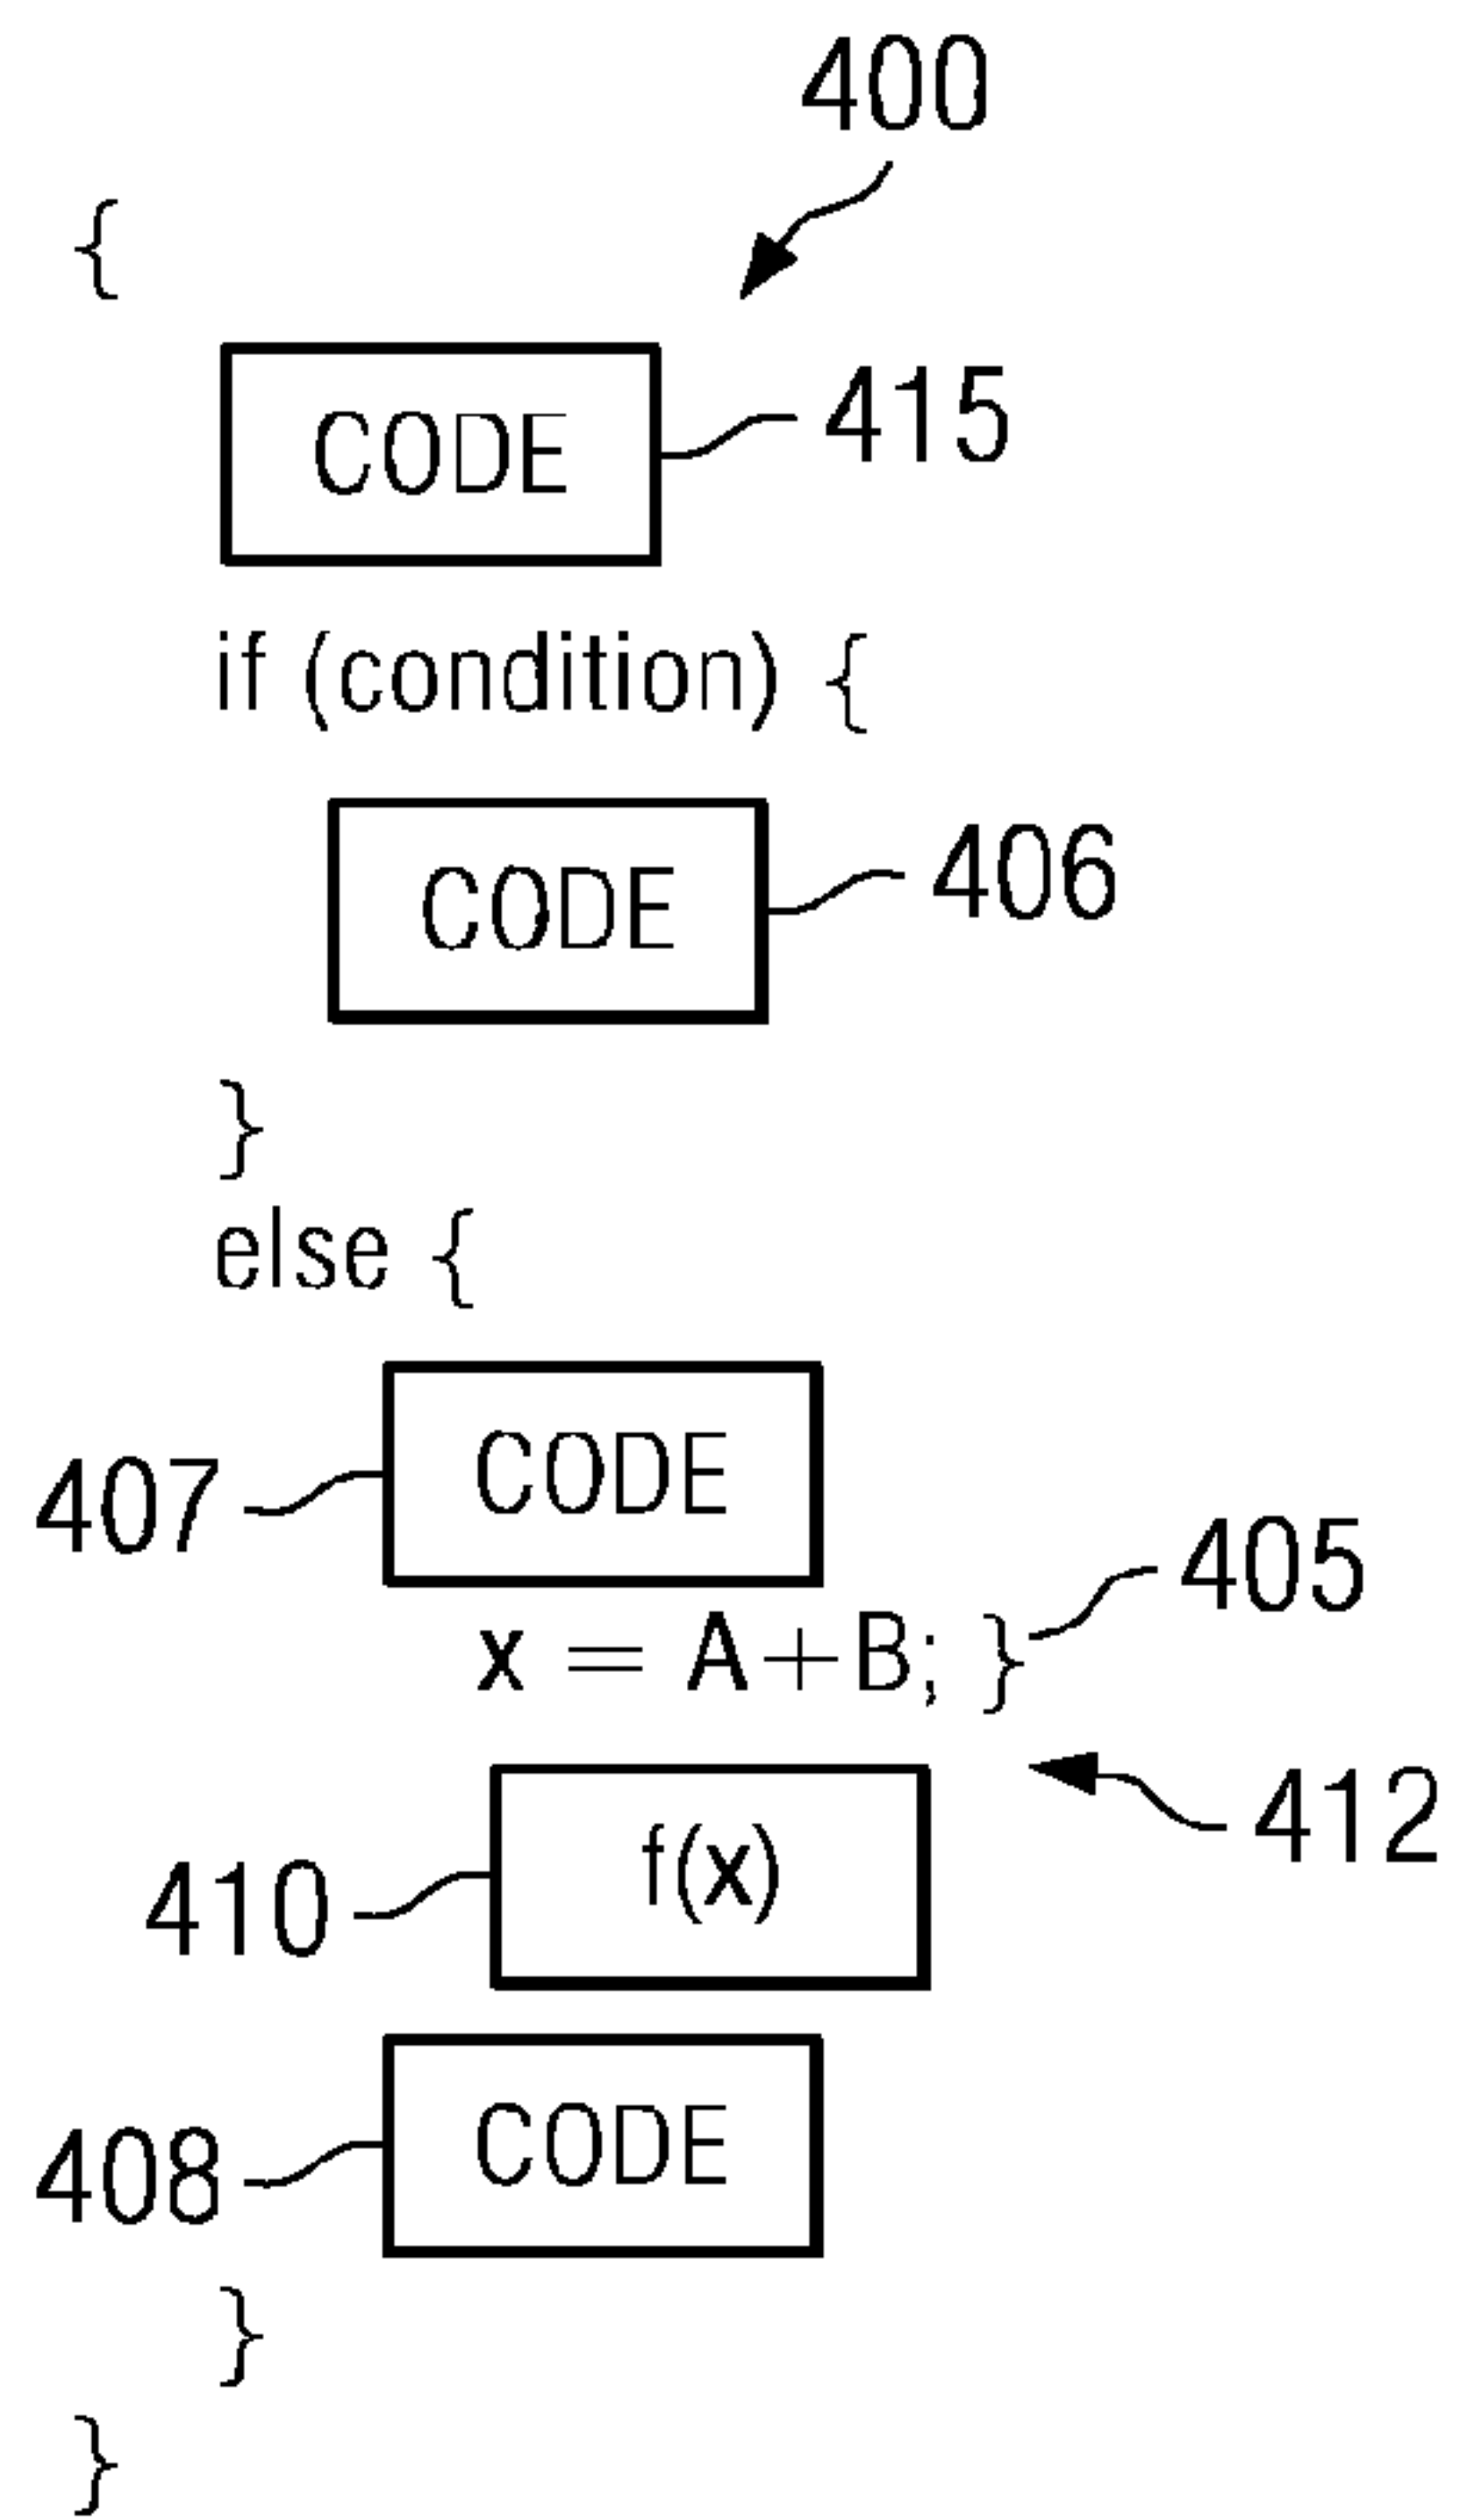 400
{
CODE 415
if (condition) {
CODE 406
}
else {
407 CODE
x = A+B; } 405
412
410 f(x)
408 CODE
}
}